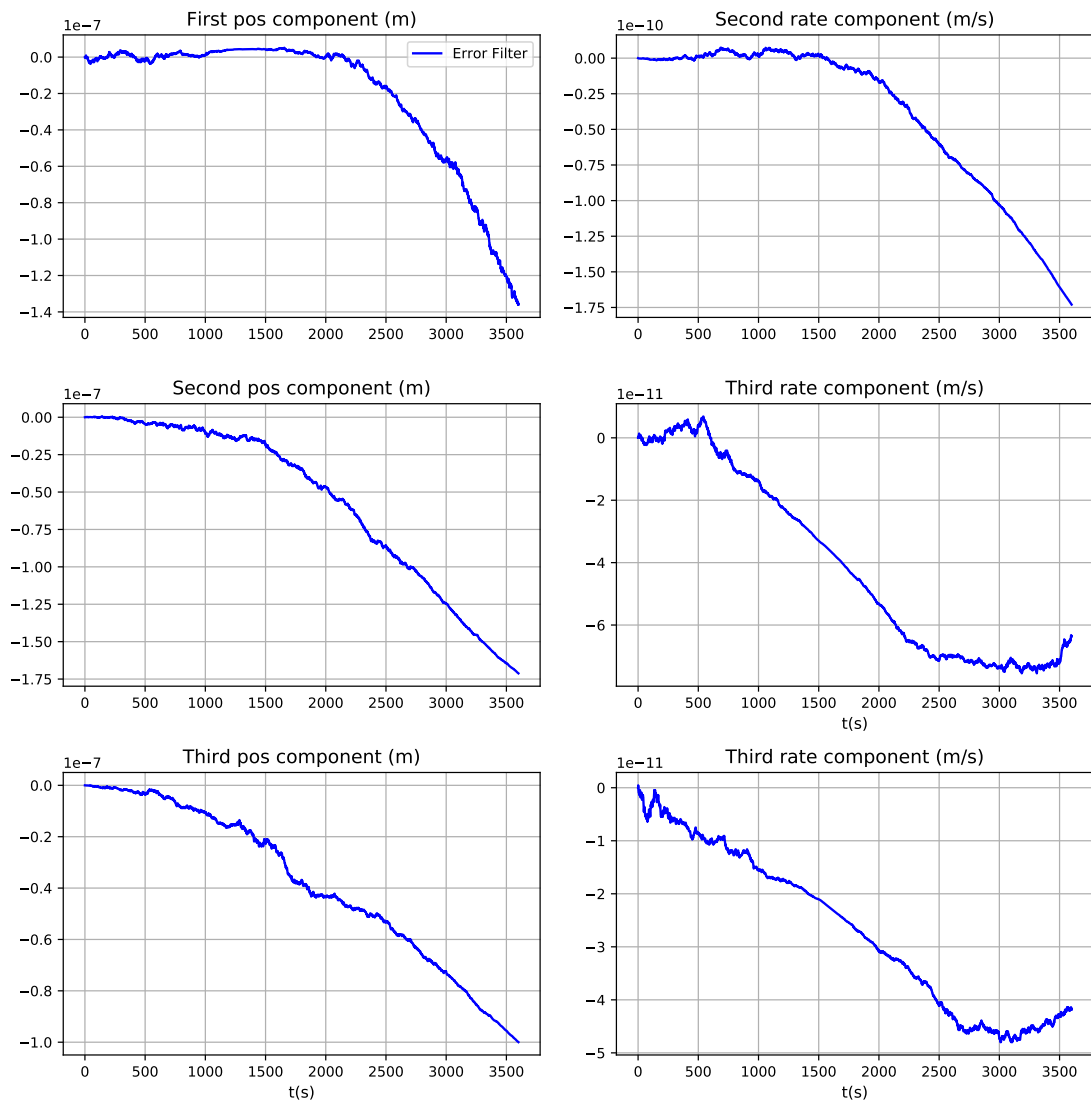 First pos component (m)
1e−7
Error Filter
0.0
−0.2
−0.4
−0.6
−0.8
−1.0
−1.2
−1.4
0 500 1000 1500 2000 2500 3000 3500
Second rate component (m/s)
1e−10
0.00
−0.25
−0.50
−0.75
−1.00
−1.25
−1.50
−1.75
0 500 1000 1500 2000 2500 3000 3500
Second pos component (m)
1e−7
0.00
−0.25
−0.50
−0.75
−1.00
−1.25
−1.50
−1.75
0 500 1000 1500 2000 2500 3000 3500
Third rate component (m/s)
1e−11
0
−2
−4
−6
0 500 1000 1500 2000 2500 3000 3500
t(s)
Third pos component (m)
1e−7
0.0
−0.2
−0.4
−0.6
−0.8
−1.0
0 500 1000 1500 2000 2500 3000 3500
t(s)
Third rate component (m/s)
1e−11
0
−1
−2
−3
−4
−5
0 500 1000 1500 2000 2500 3000 3500
t(s)